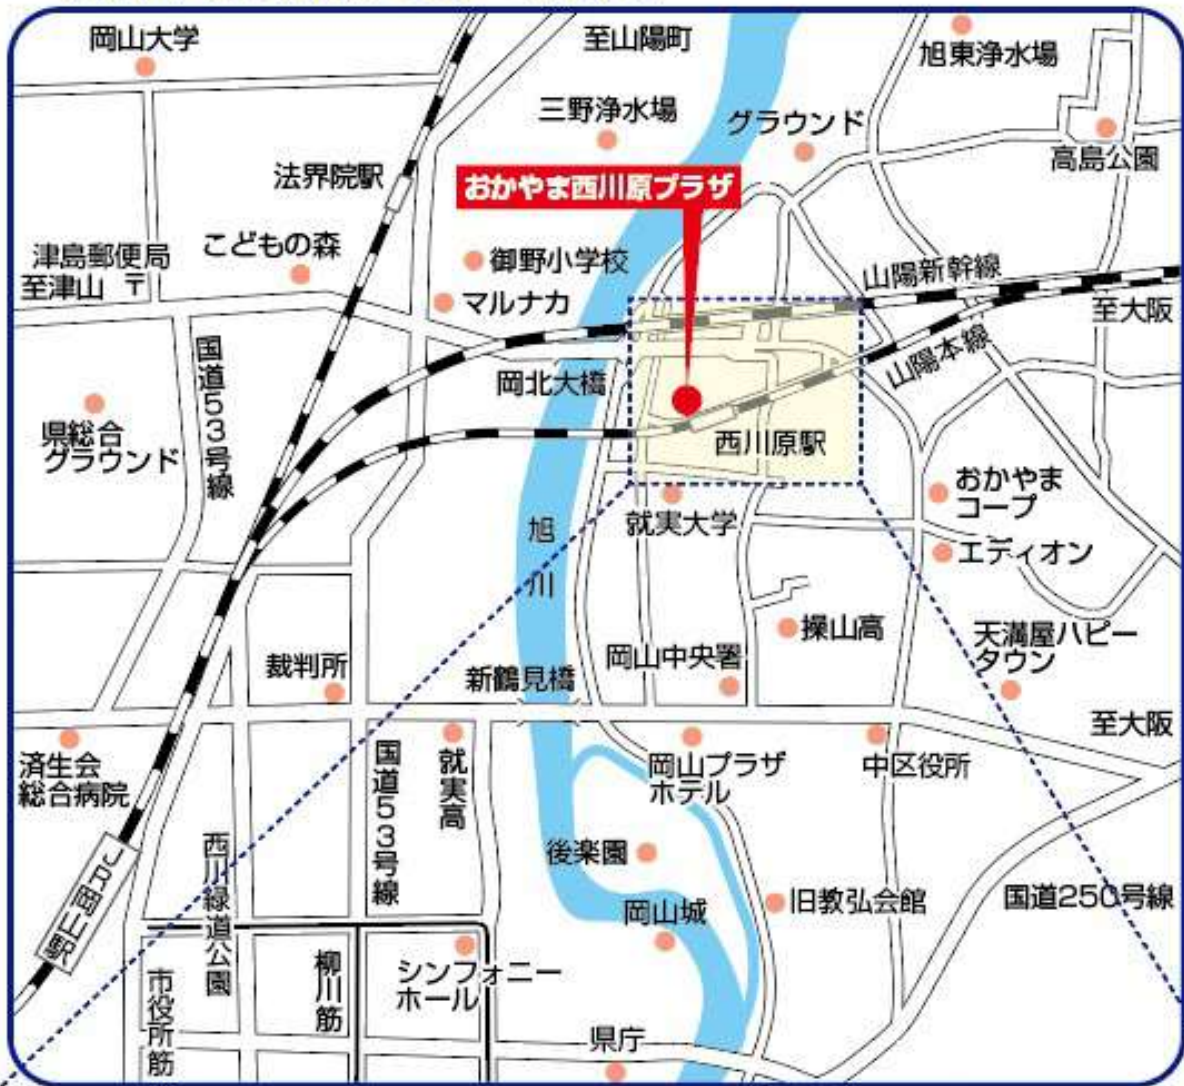 岡山大学
至山陽町
旭東浄水場
三野浄水場
グラウンド
高島公園
法界院駅
おかやま西川原プラザ
こどもの森
御野小学校
津島郵便局
至津山 〒
マルナカ
山陽新幹線
至大阪
国道53号線
岡北大橋
山陽本線
県総合
グラウンド
西川原駅
おかやま
コープ
就実大学
旭川
エディオン
操山高
天満屋ハピー
タウン
裁判所
新鶴見橋
岡山中央署
至大阪
済生会
総合病院
国道53号線
就実高
岡山プラザ
ホテル
中区役所
JR岡山駅
西川緑道公園
後楽園
岡山城
旧教弘会館
国道250号線
市役所筋
柳川筋
シンフォニー
ホール
県庁